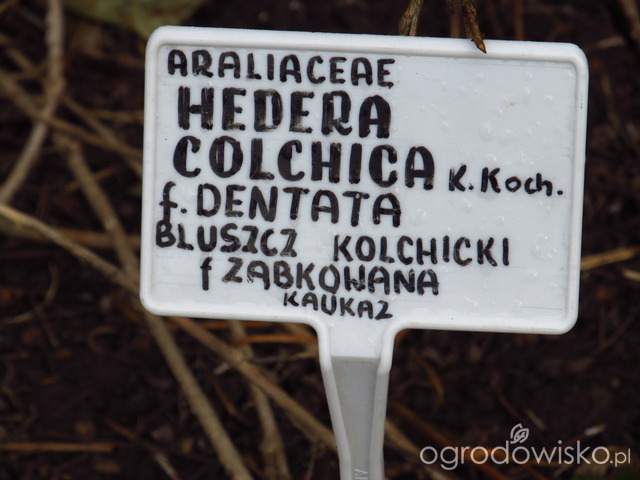 ARALIACEAE
HEDERA
COLCHICA K. Koch.
f. DENTATA
BLUSZCZ KOLCHICKI
f ZĄBKOWANA
KAUKAZ
ogrodowisko.pl